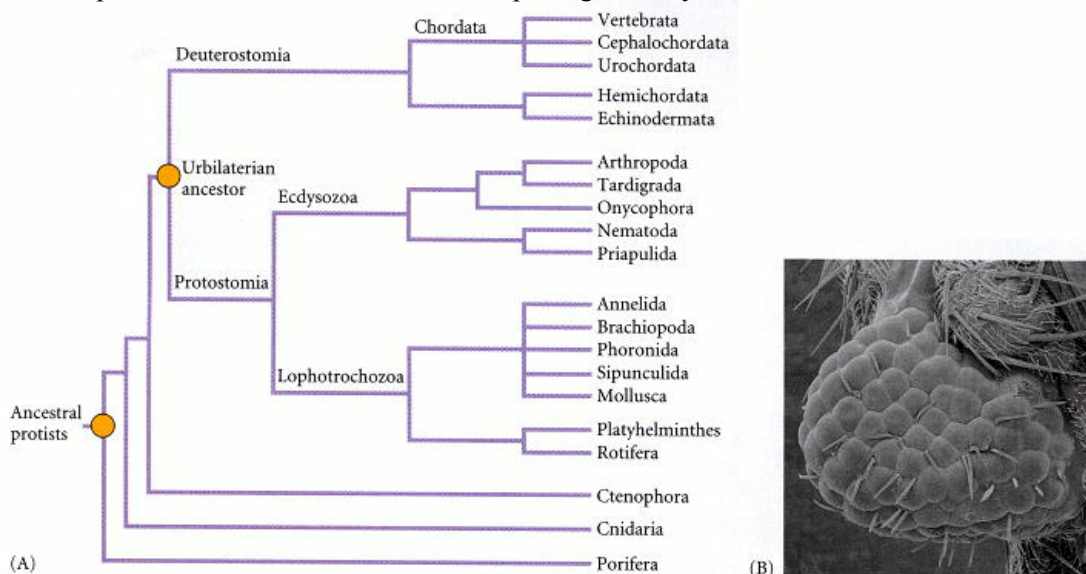 Chordata
Vertebrata
Cephalochordata
Urochordata
Deuterostomia
Hemichordata
Echinodermata
Urbilaterian
ancestor
Ecdysozoa
Arthropoda
Tardigrada
Onycophora
Nematoda
Priapulida
Protostomia
Annelida
Brachiopoda
Phoronida
Sipunculida
Mollusca
Lophotrochozoa
Platyhelminthes
Rotifera
Ancestral
protists
Ctenophora
Cnidaria
Porifera
(A)
(B)